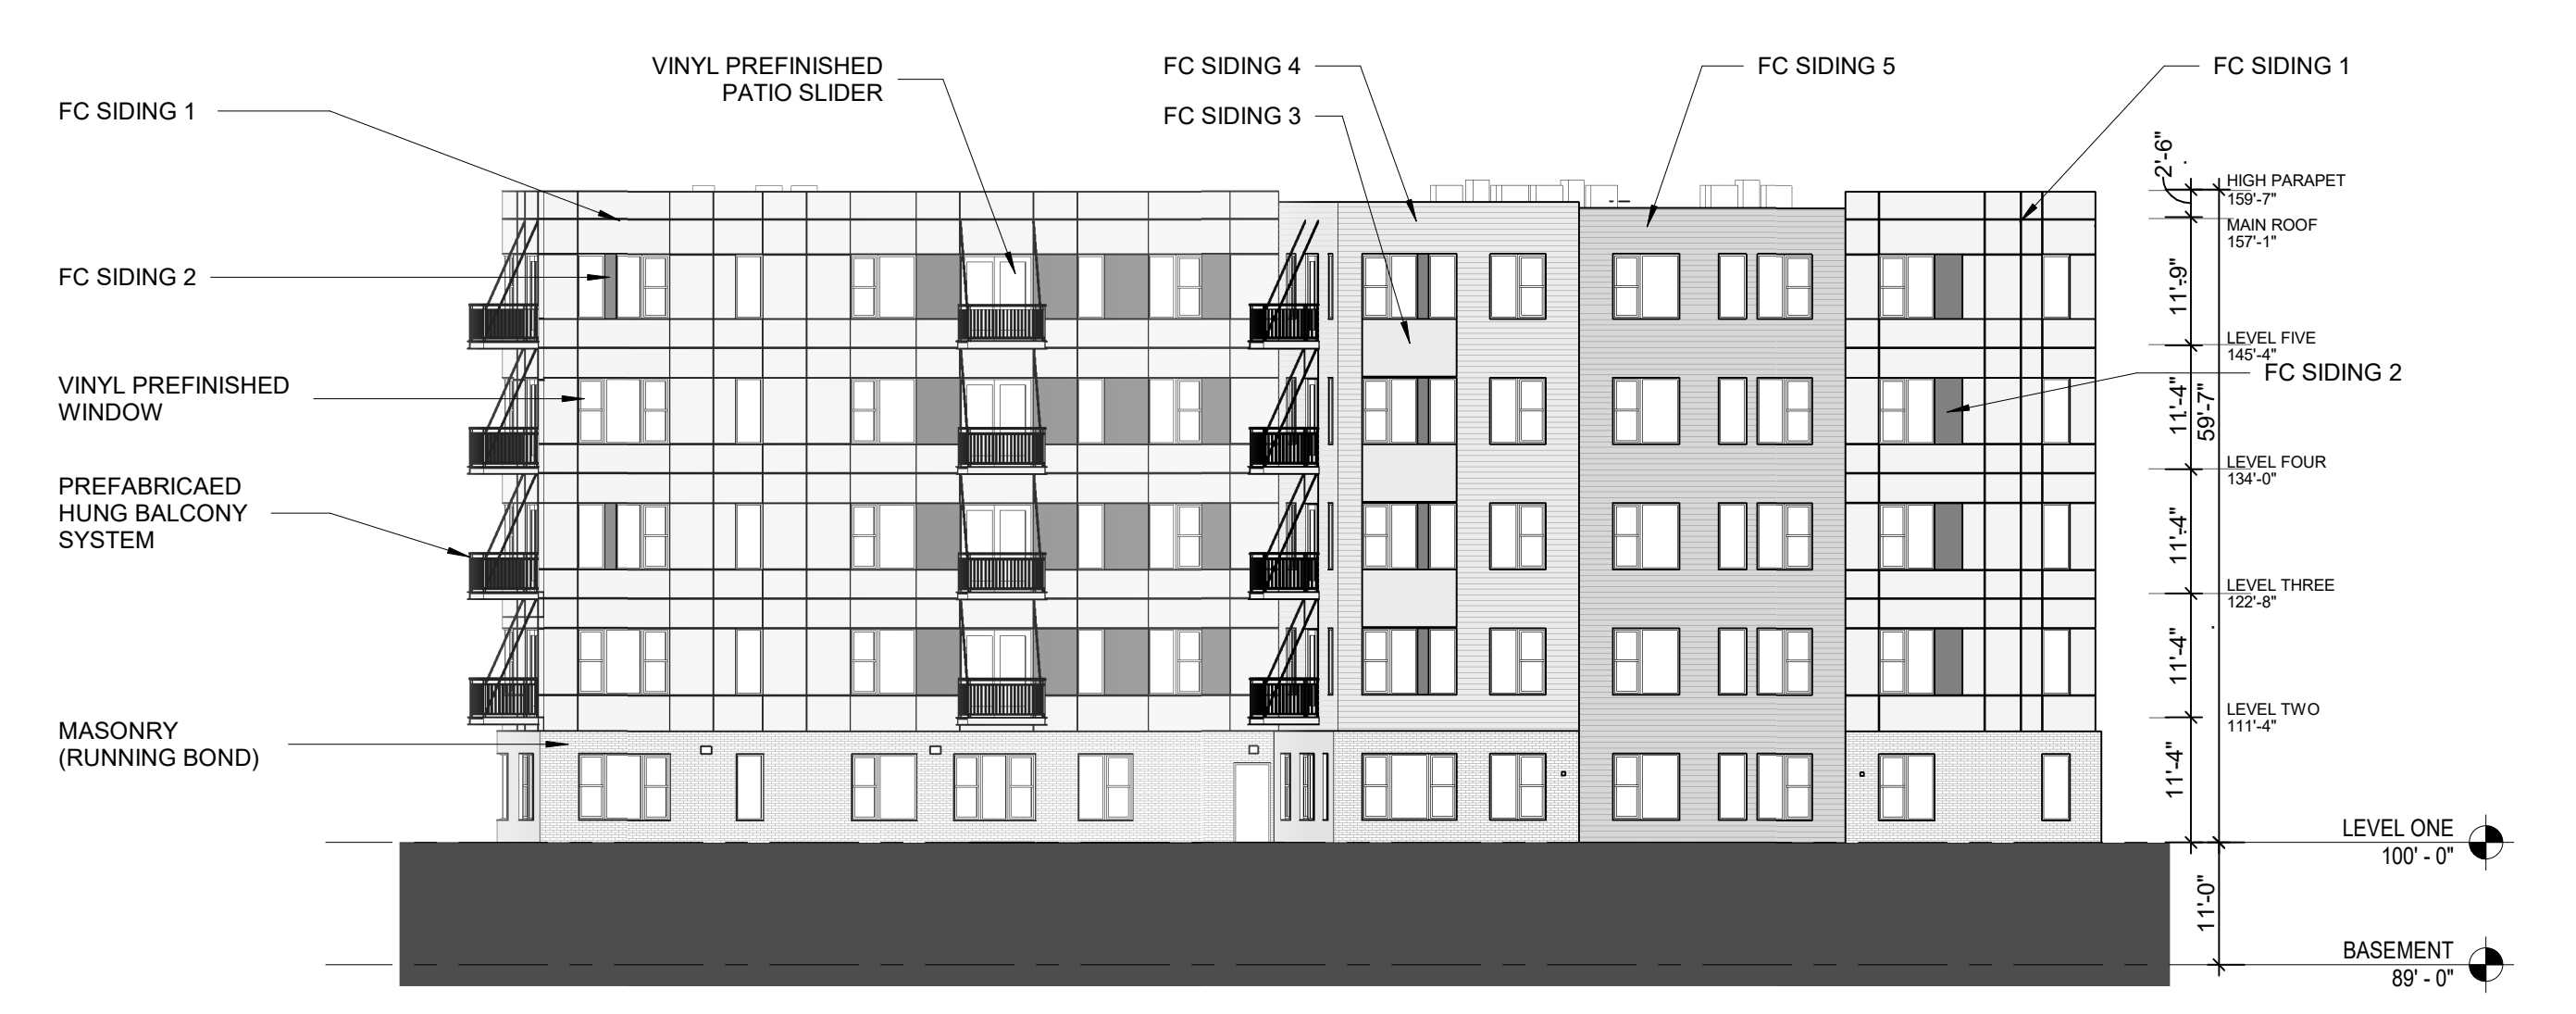 VINYL PREFINISHED
PATIO SLIDER
FC SIDING 4
FC SIDING 5
FC SIDING 1
FC SIDING 1
FC SIDING 3
2'-6"
HIGH PARAPET
159'-7"
MAIN ROOF
157'-1"
FC SIDING 2
11'-9"
LEVEL FIVE
145'-4"
FC SIDING 2
VINYL PREFINISHED
WINDOW
11'-4"
59'-7"
LEVEL FOUR
134'-0"
PREFABRICAED
HUNG BALCONY
SYSTEM
11'-4"
LEVEL THREE
122'-8"
11'-4"
LEVEL TWO
111'-4"
MASONRY
(RUNNING BOND)
11'-4"
LEVEL ONE
100' - 0"
11'-0"
BASEMENT
89' - 0"